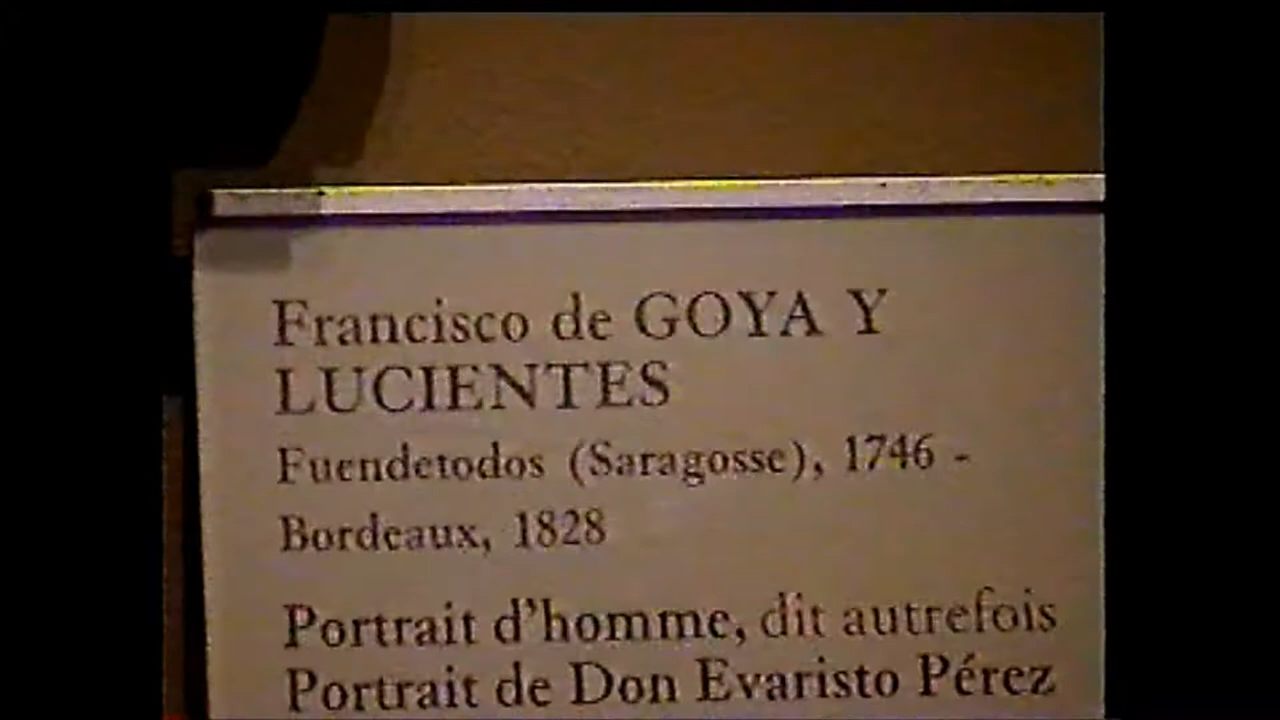 Francisco de GOYA Y
LUCIENTES
Fuendetodos (Saragosse), 1746 -
Bordeaux, 1828
Portrait d'homme, dit autrefois
Portrait de Don Evaristo Pérez